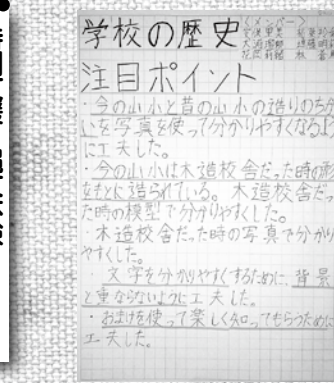 学校の歴史
〈メンバー〉
注目ポイント
・今の山小と昔の山小の造りのちが
いを写真を使って分かりやすくなるよ
に工夫した。
・今の山小は木造校舎だった時の形
をもとに造られている。木造校舎だっ
た時の模型で分かりやすくした。
・木造校舎だった時の写真で分かり
やすくした。
・文字を分かりやすくするために、背景
と重ならないように工夫した。
・おまけを使って楽しく知ってもらうために
工夫した。